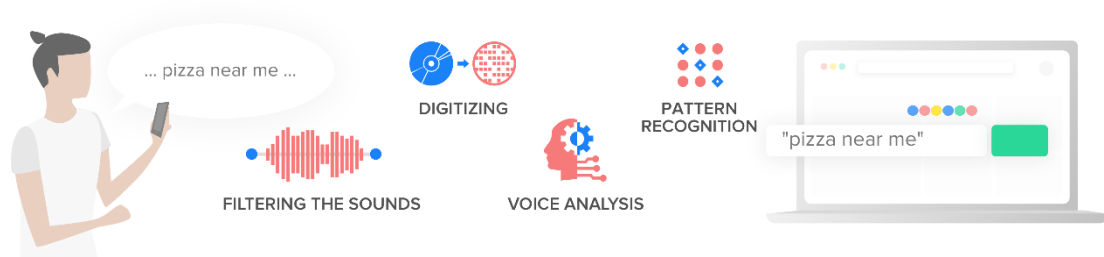 ... pizza near me ...
FILTERING THE SOUNDS
DIGITIZING
VOICE ANALYSIS
PATTERN
RECOGNITION
"pizza near me"